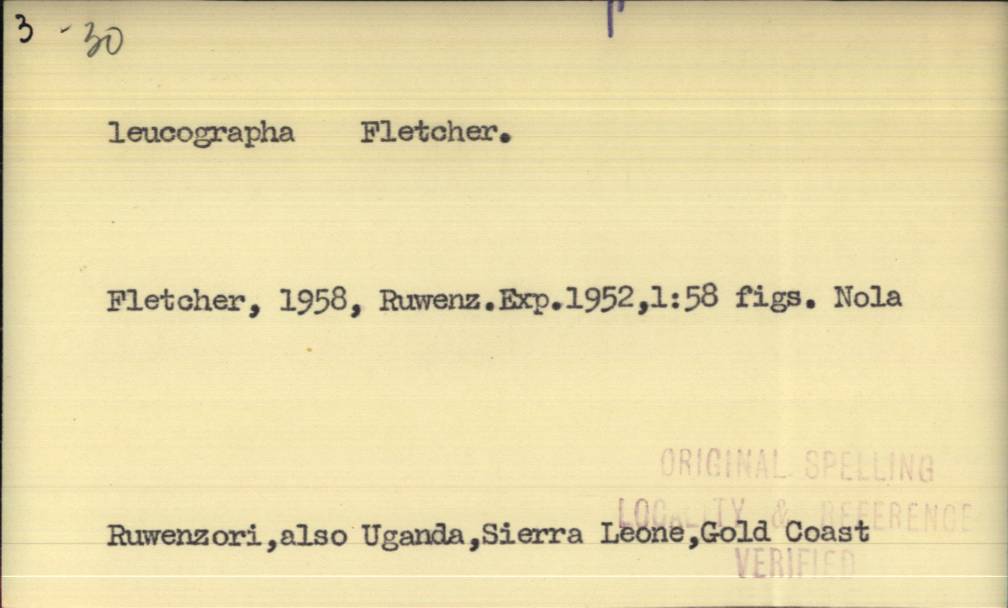 3 - 30
leucographa Fletcher.
Fletcher, 1958, Ruwenz.Exp.1952,1:58 figs. Nola
ORIGINAL SPELLING
LOCALITY & REFERENCE
Ruwenzori,also Uganda,Sierra Leone,Gold Coast
VERIFIED